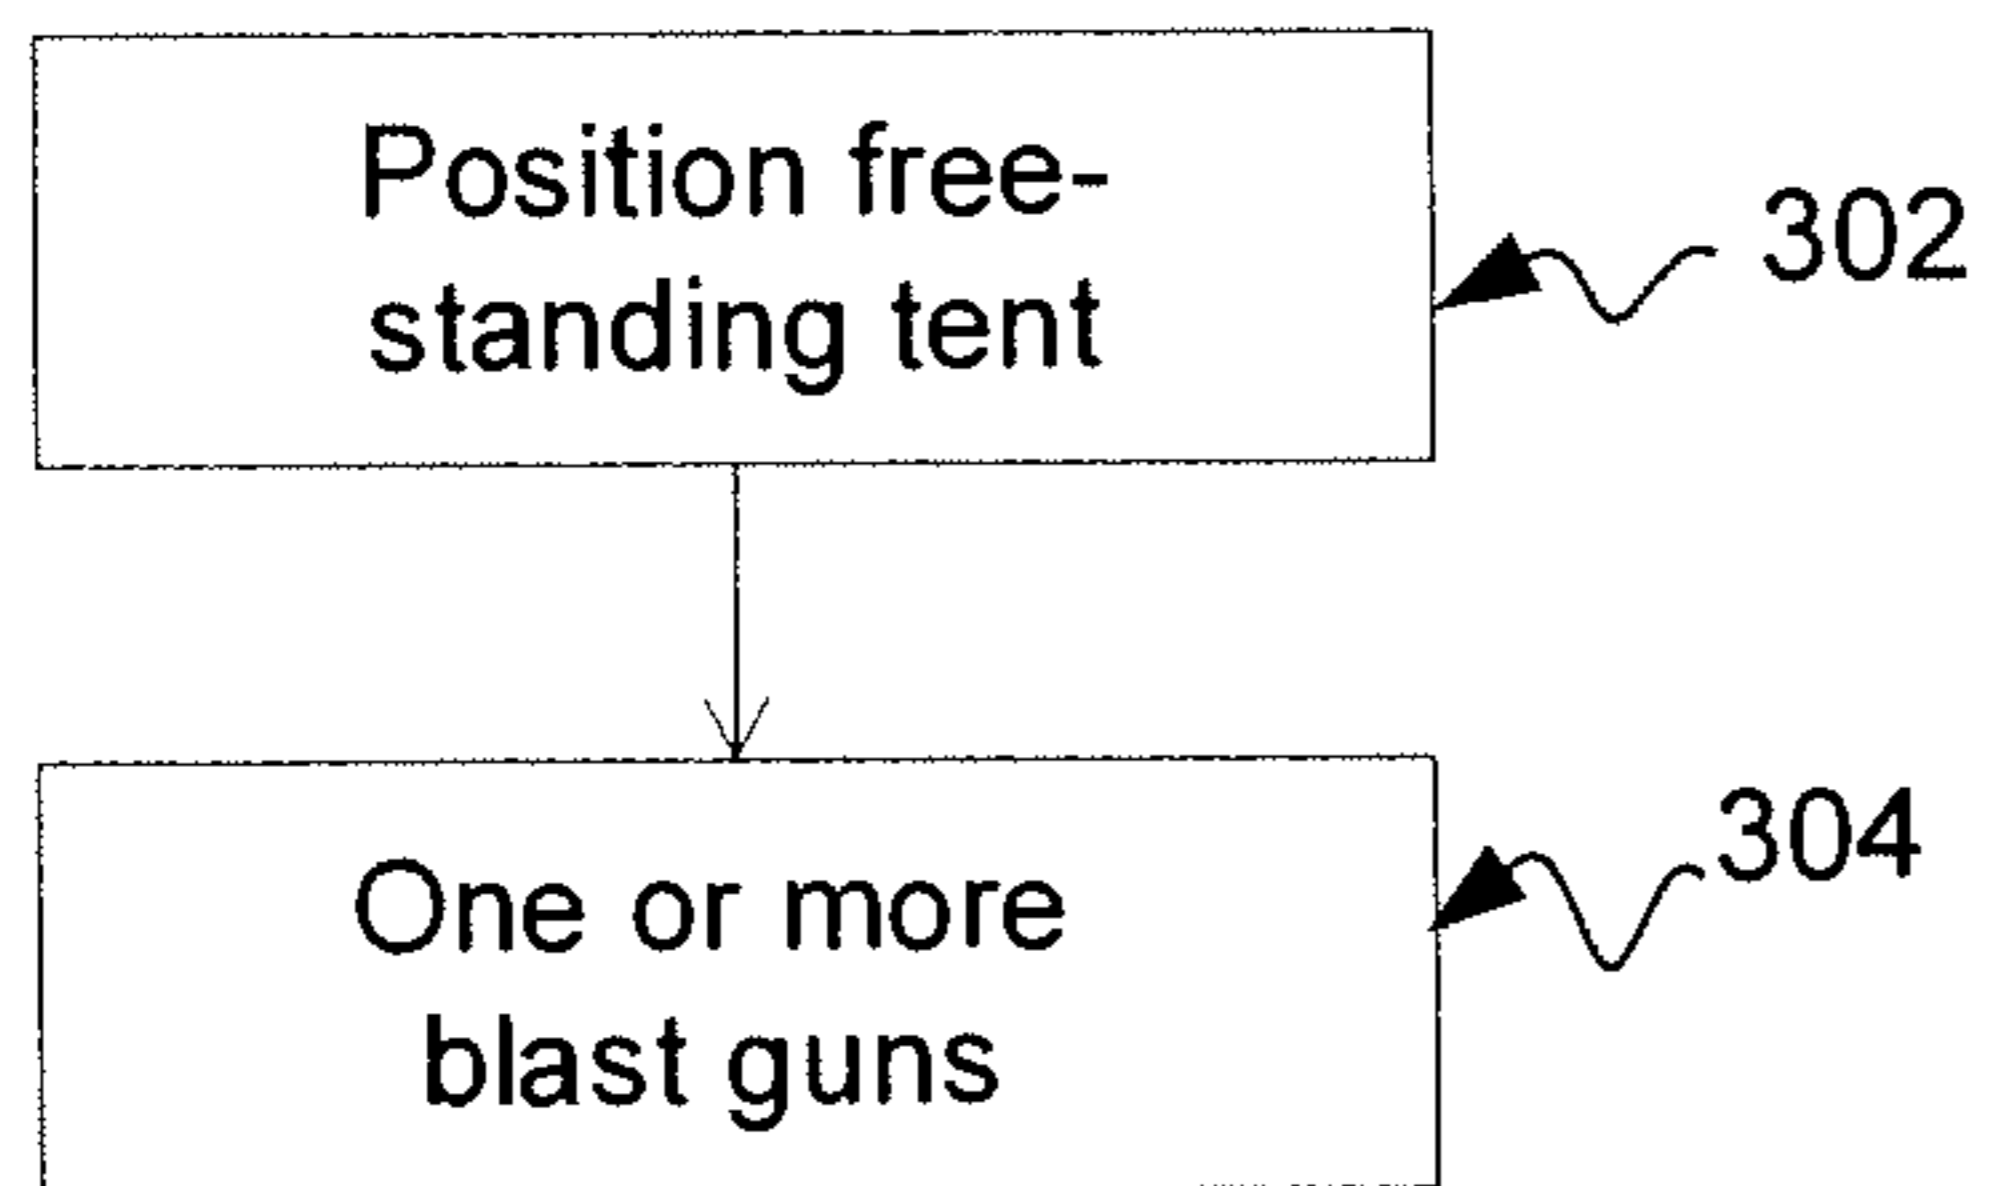 Position free-
standing tent
302
One or more
blast guns
304